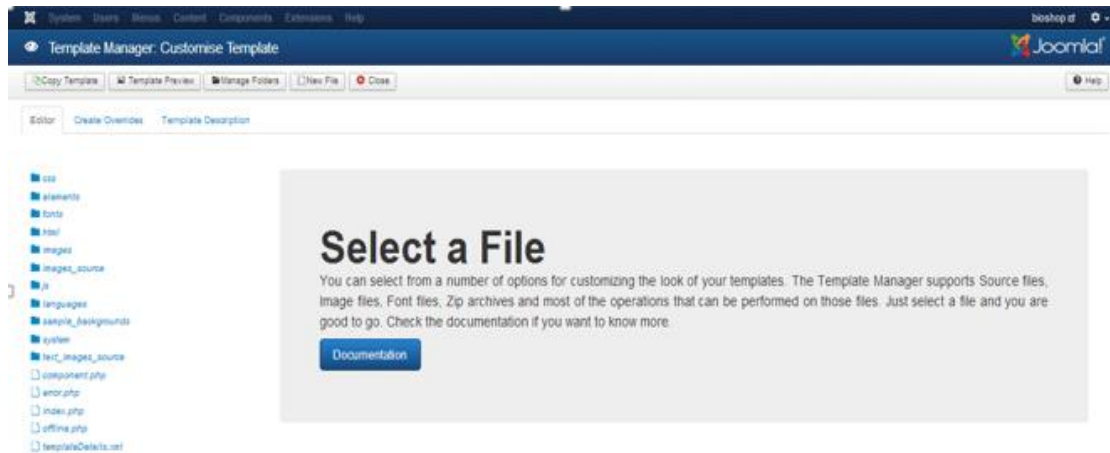 System Users Menus Content Components Extensions Help bioshop.cf
Template Manager: Customise Template Joomla!
Copy Template Template Preview Manage Folders New File Close Help
Editor Create Overrides Template Description
css
elements
fonts
html
images
images_source
js
languages
sample_backgrounds
system
text_images_source
component.php
error.php
index.php
offline.php
templateDetails.xml
Select a File
You can select from a number of options for customizing the look of your templates. The Template Manager supports Source files,
Image files, Font files, Zip archives and most of the operations that can be performed on those files. Just select a file and you are
good to go. Check the documentation if you want to know more.
Documentation